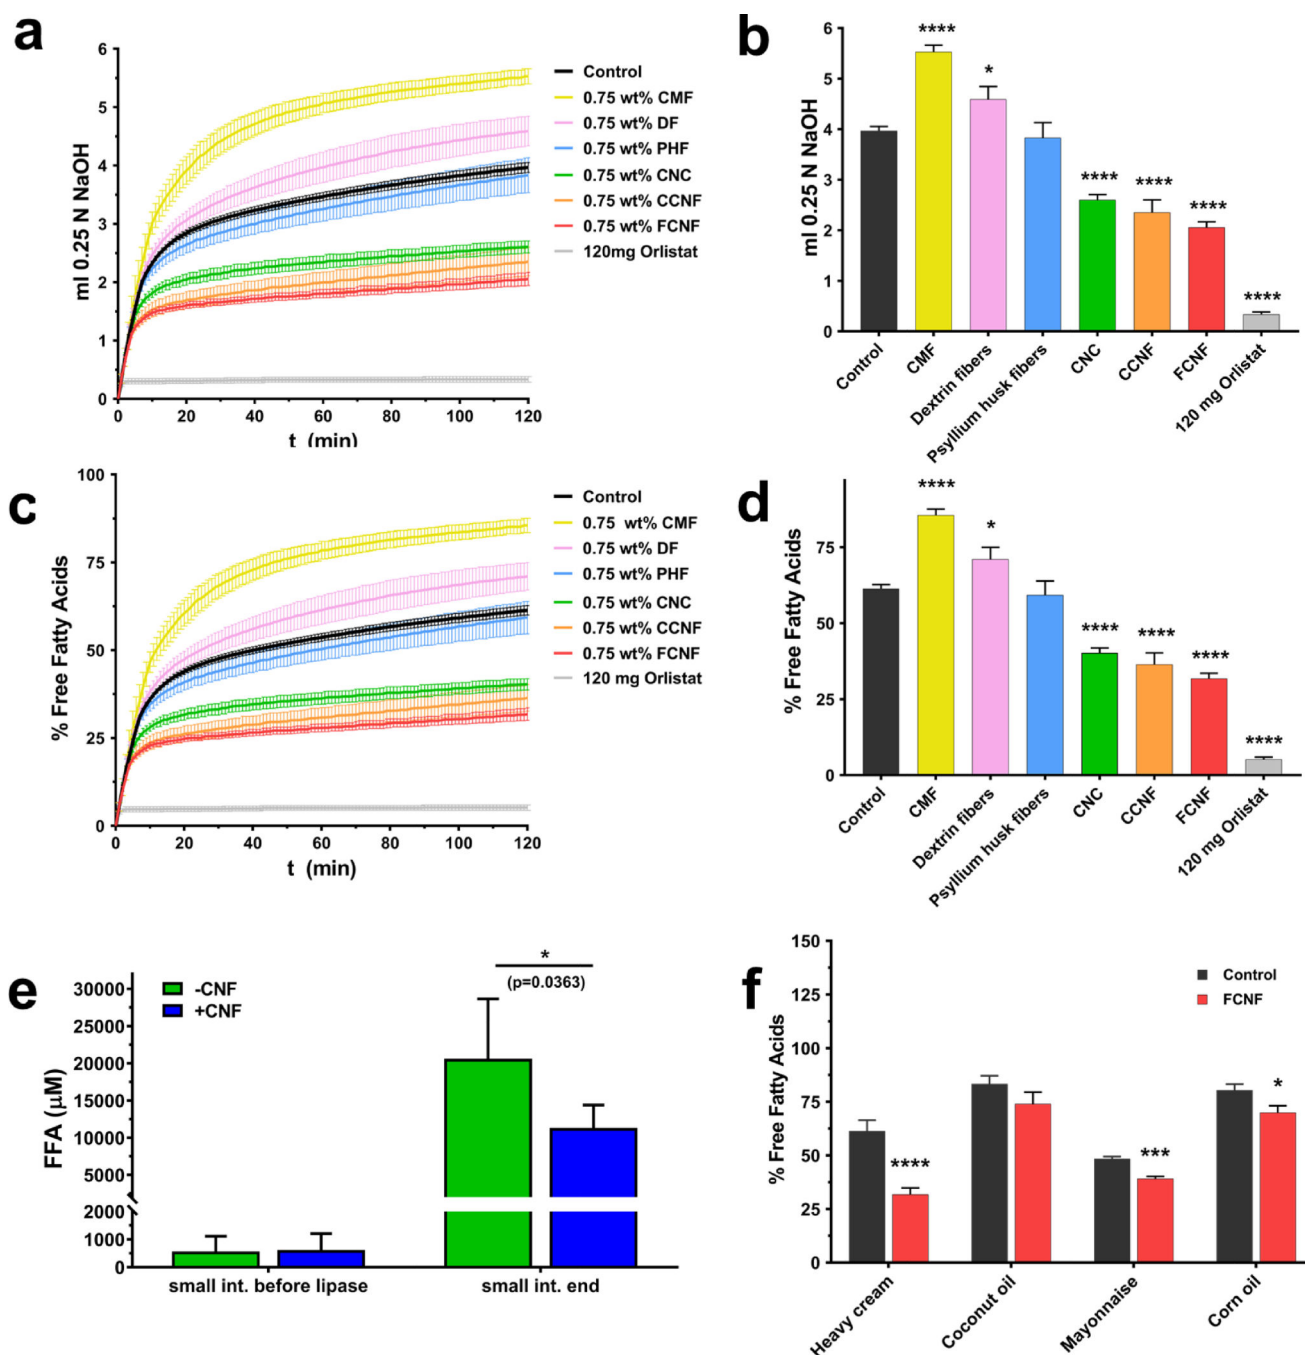 a
ml 0.25 N NaOH
6
5
4
3
2
1
0
0 20 40 60 80 100 120
t (min)
Control
0.75 wt% CMF
0.75 wt% DF
0.75 wt% PHF
0.75 wt% CNC
0.75 wt% CCNF
0.75 wt% FCNF
120mg Orlistat
b
ml 0.25 N NaOH
6
5
4
3
2
1
0
**** * **** **** **** ****
Control
CMF
Dextrin fibers
Psyllium husk fibers
CNC
CCNF
FCNF
120 mg Orlistat
c
% Free Fatty Acids
100
75
50
25
0
0 20 40 60 80 100 120
t (min)
Control
0.75 wt% CMF
0.75 wt% DF
0.75 wt% PHF
0.75 wt% CNC
0.75 wt% CCNF
0.75 wt% FCNF
120 mg Orlistat
d
% Free Fatty Acids
75
50
25
0
**** * **** **** **** ****
Control
CMF
Dextrin fibers
Psyllium husk fibers
CNC
CCNF
FCNF
120 mg Orlistat
e
FFA (µM)
30000
25000
20000
15000
10000
5000
2000
1000
0
-CNF
+CNF
*
(p=0.0363)
small int. before lipase
small int. end
f
% Free Fatty Acids
150
125
100
75
50
25
0
Control
FCNF
**** *** *
Heavy cream
Coconut oil
Mayonnaise
Corn oil